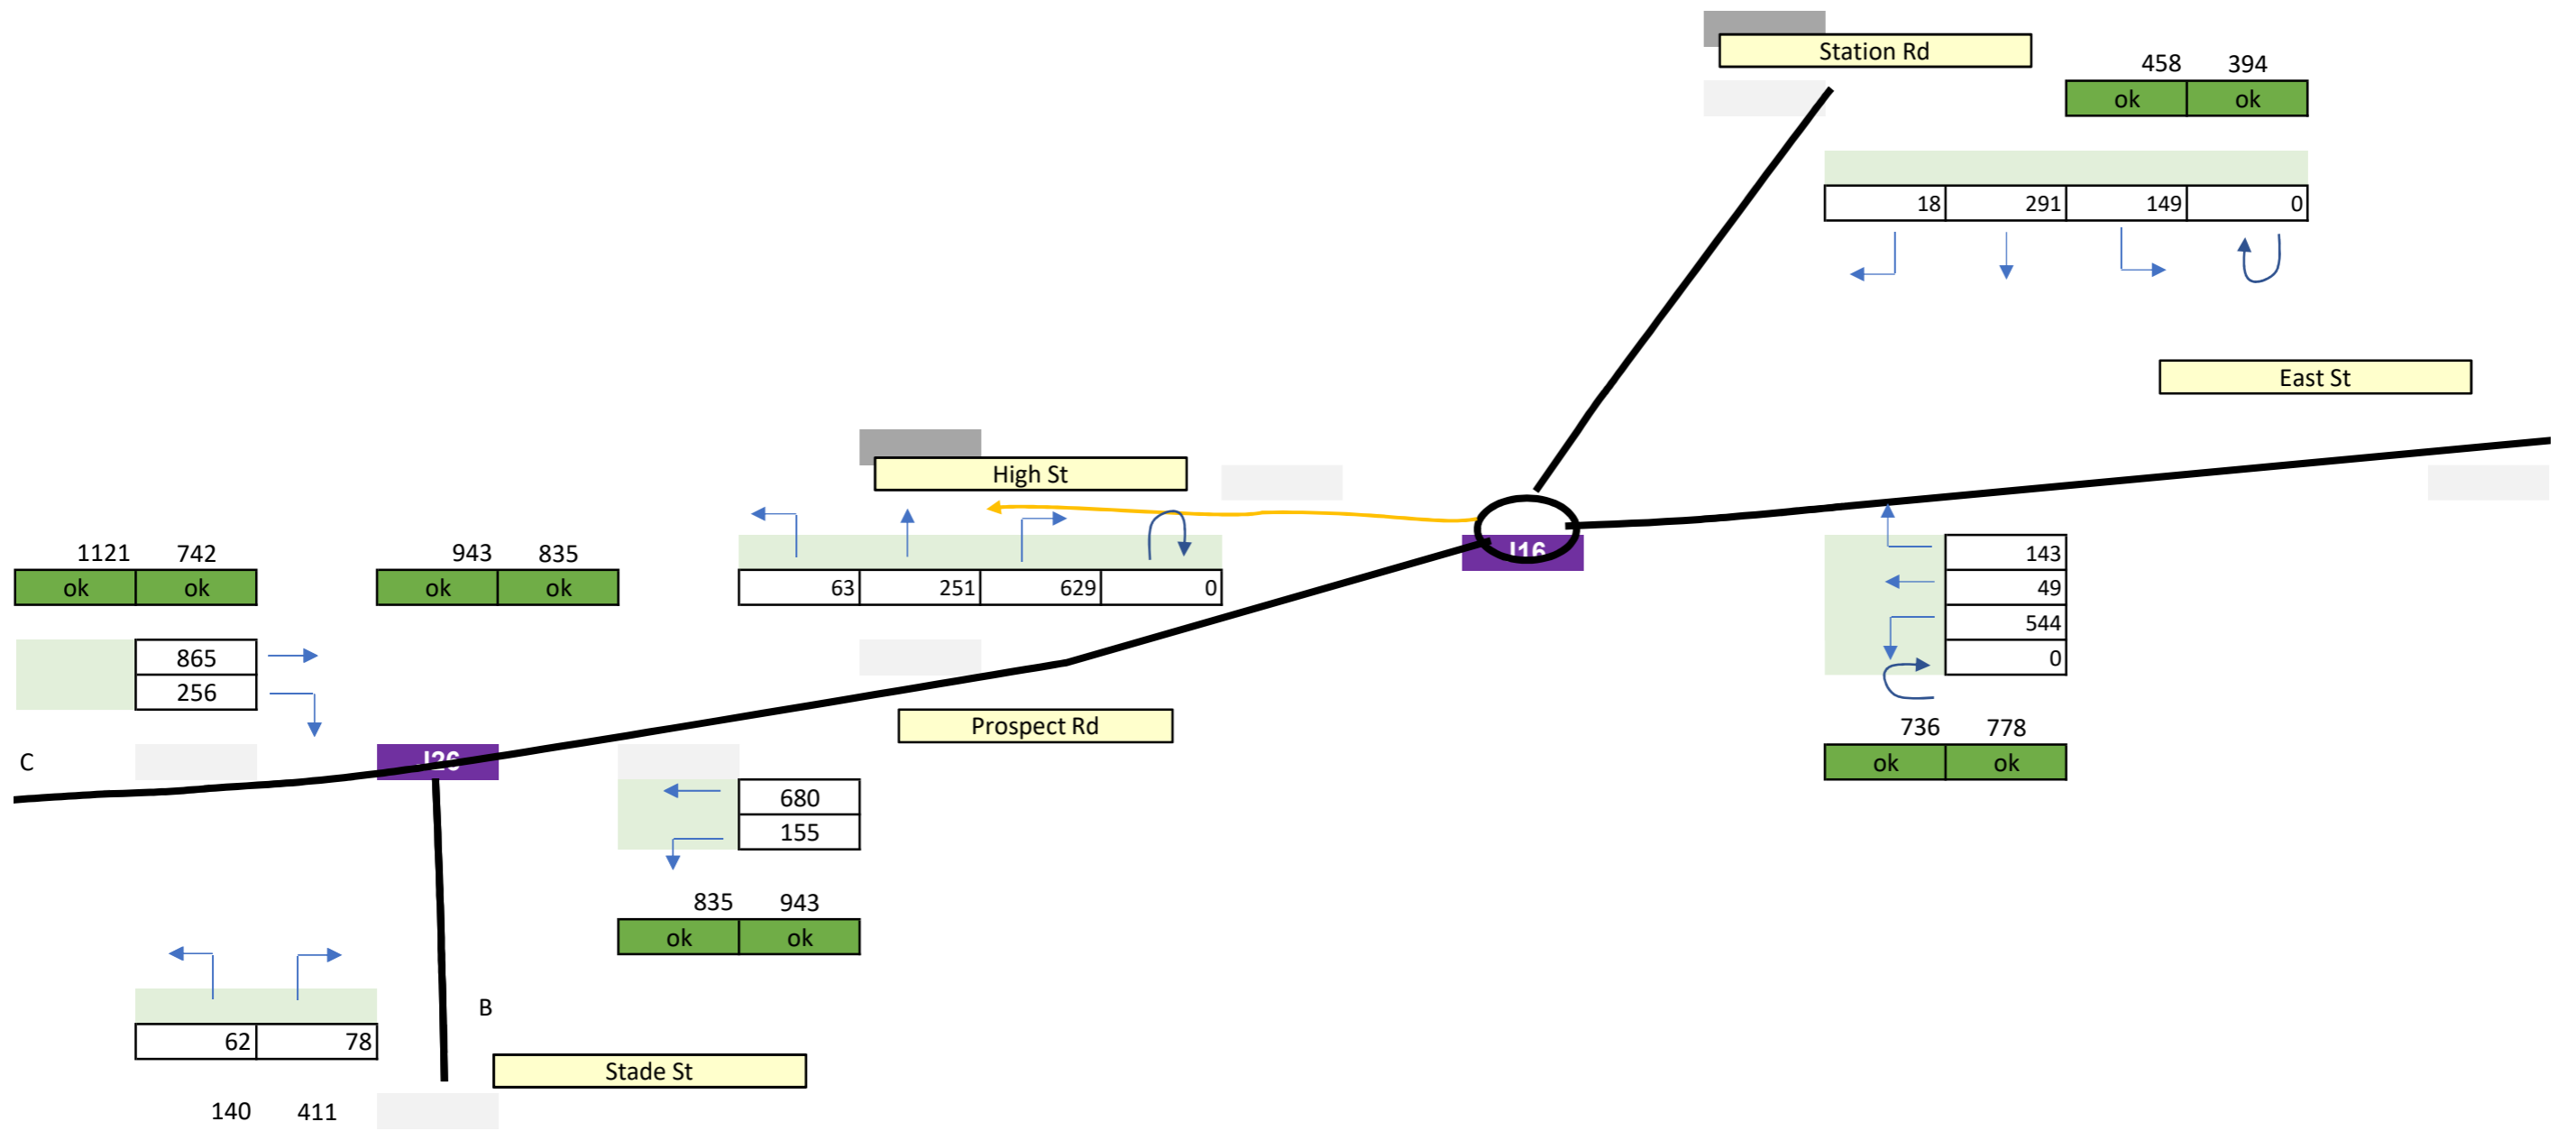 Station Rd
458 394
ok ok
18 291 149 0
East St
High St
1121 742
ok ok
943 835
ok ok
63 251 629 0
J16
143
49
544
0
865
256
736 778
ok ok
Prospect Rd
C
J26
680
155
835 943
ok ok
B
62 78
Stade St
140 411